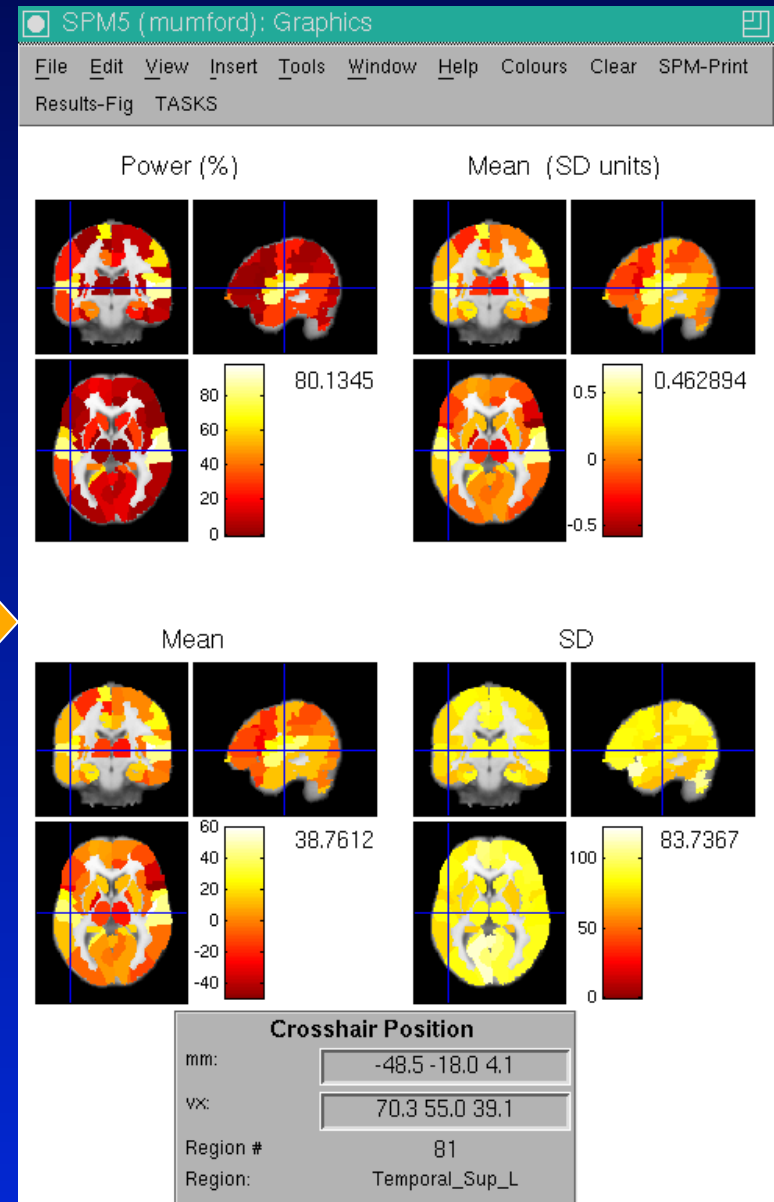 SPM5 (mumford): Graphics
File Edit View Insert Tools Window Help Colours Clear SPM-Print
Results-Fig TASKS
Power (%)
Mean (SD units)
80
60
40
20
0
80.1345
0.5
0
-0.5
0.462894
Mean
SD
60
40
20
0
-20
-40
38.7612
100
50
0
83.7367
Crosshair Position
mm: -48.5 -18.0 4.1
vx: 70.3 55.0 39.1
Region # 81
Region: Temporal_Sup_L